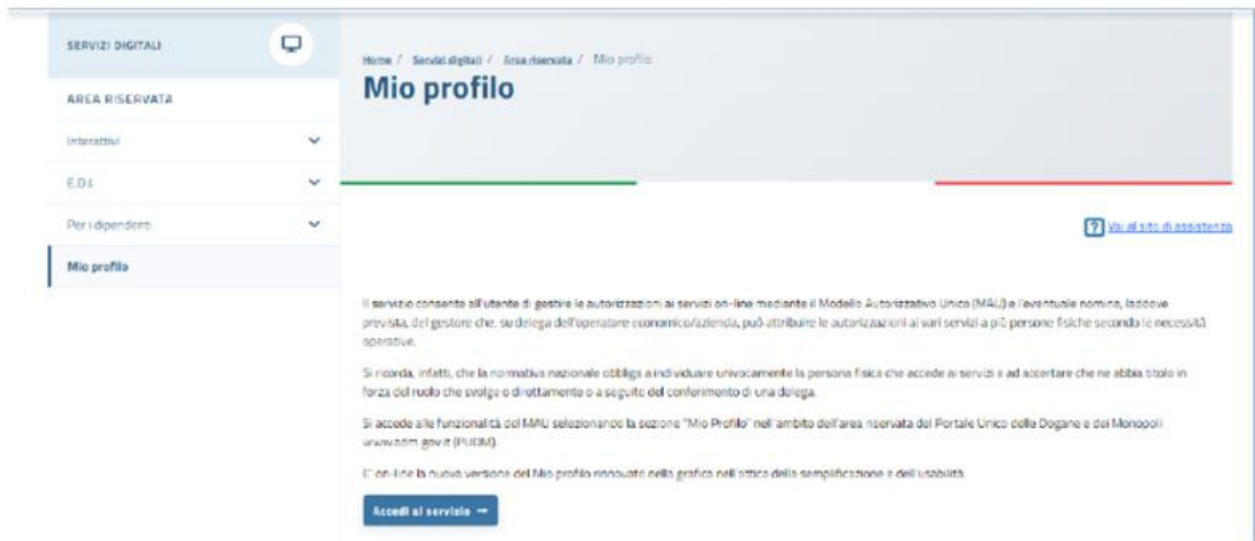 SERVIZI DIGITALI
AREA RISERVATA
Interattivi
E.D.I.
Per i dipendenti
Mio profilo
Home / Servizi digitali / Area riservata / Mio profilo
Mio profilo
Vai al sito di assistenza
Il servizio consente all'utente di gestire le autorizzazioni ai servizi on-line mediante il Modello Autorizzativo Unico (MAU) e l'eventuale nomina, laddove
prevista, del gestore che, su delega dell'operatore economico/azienda, può attribuire le autorizzazioni ai vari servizi a più persone fisiche secondo le necessità
operative.
Si ricorda, infatti, che la normativa nazionale obbliga a individuare univocamente la persona fisica che accede ai servizi e ad accertare che ne abbia titolo in
forza del ruolo che svolge o direttamente o a seguito del conferimento di una delega.
Si accede alle funzionalità del MAU selezionando la sezione "Mio Profilo" nell'ambito dell'area riservata del Portale Unico delle Dogane e dei Monopoli
www.adm.gov.it (PUDM).
E' on-line la nuova versione del Mio profilo rinnovato nella grafica nell'ottica della semplificazione e dell'usabilità.
Accedi al servizio →